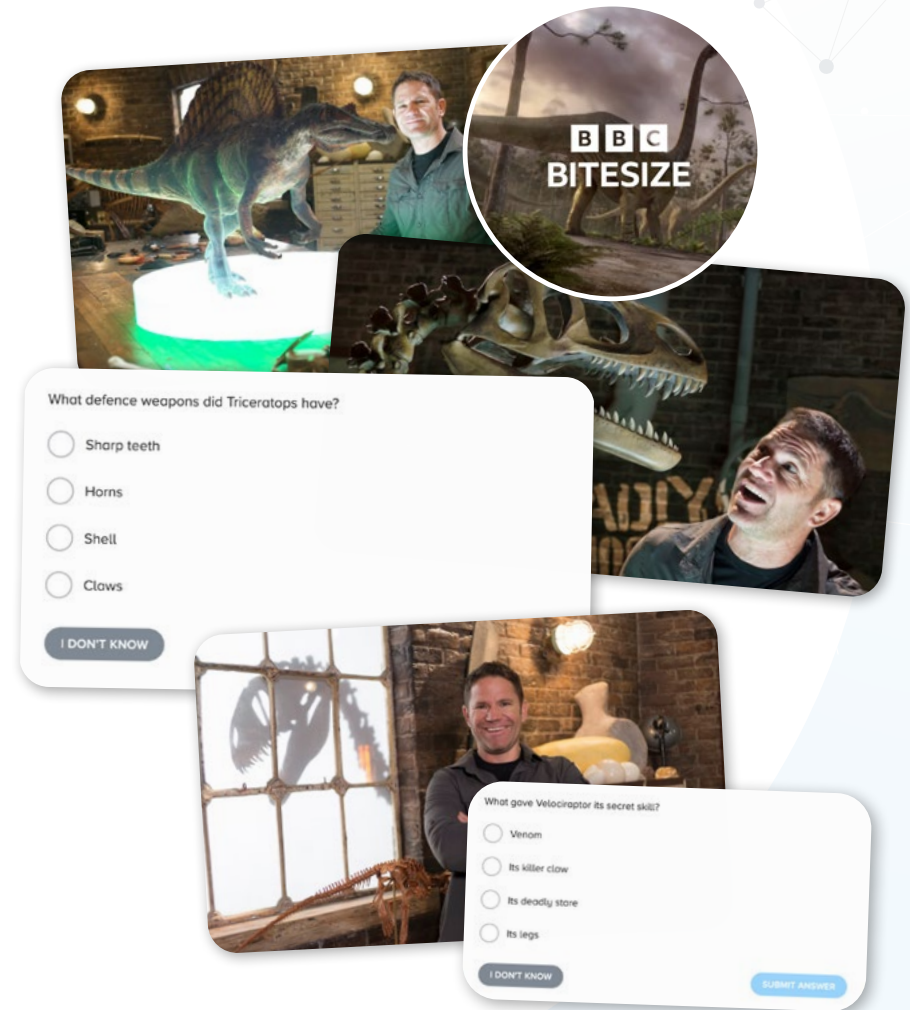 BBC
BITESIZE
What defence weapons did Triceratops have?
Sharp teeth
Horns
Shell
Claws
I DON'T KNOW
What gave Velociraptor its secret skill?
Venom
Its killer claw
Its deadly stare
Its legs
I DON'T KNOW
SUBMIT ANSWER